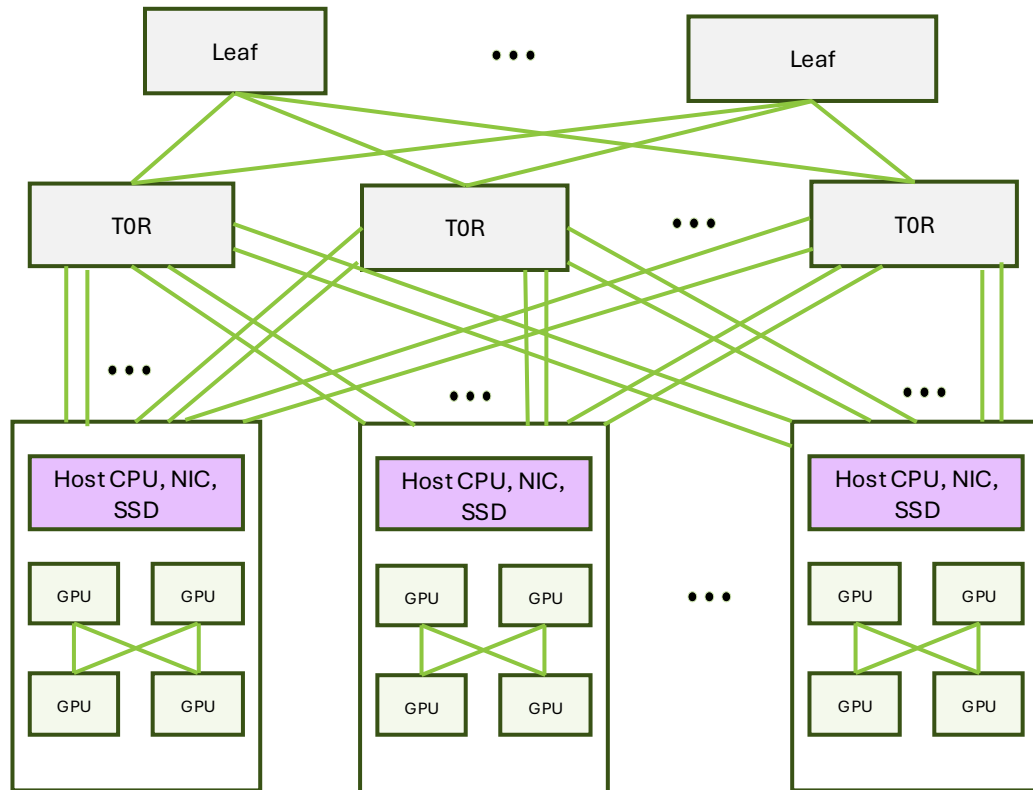 Leaf
Leaf
T0R
T0R
T0R
Host CPU, NIC,
SSD
Host CPU, NIC,
SSD
Host CPU, NIC,
SSD
GPU
GPU
GPU
GPU
GPU
GPU
GPU
GPU
GPU
GPU
GPU
GPU